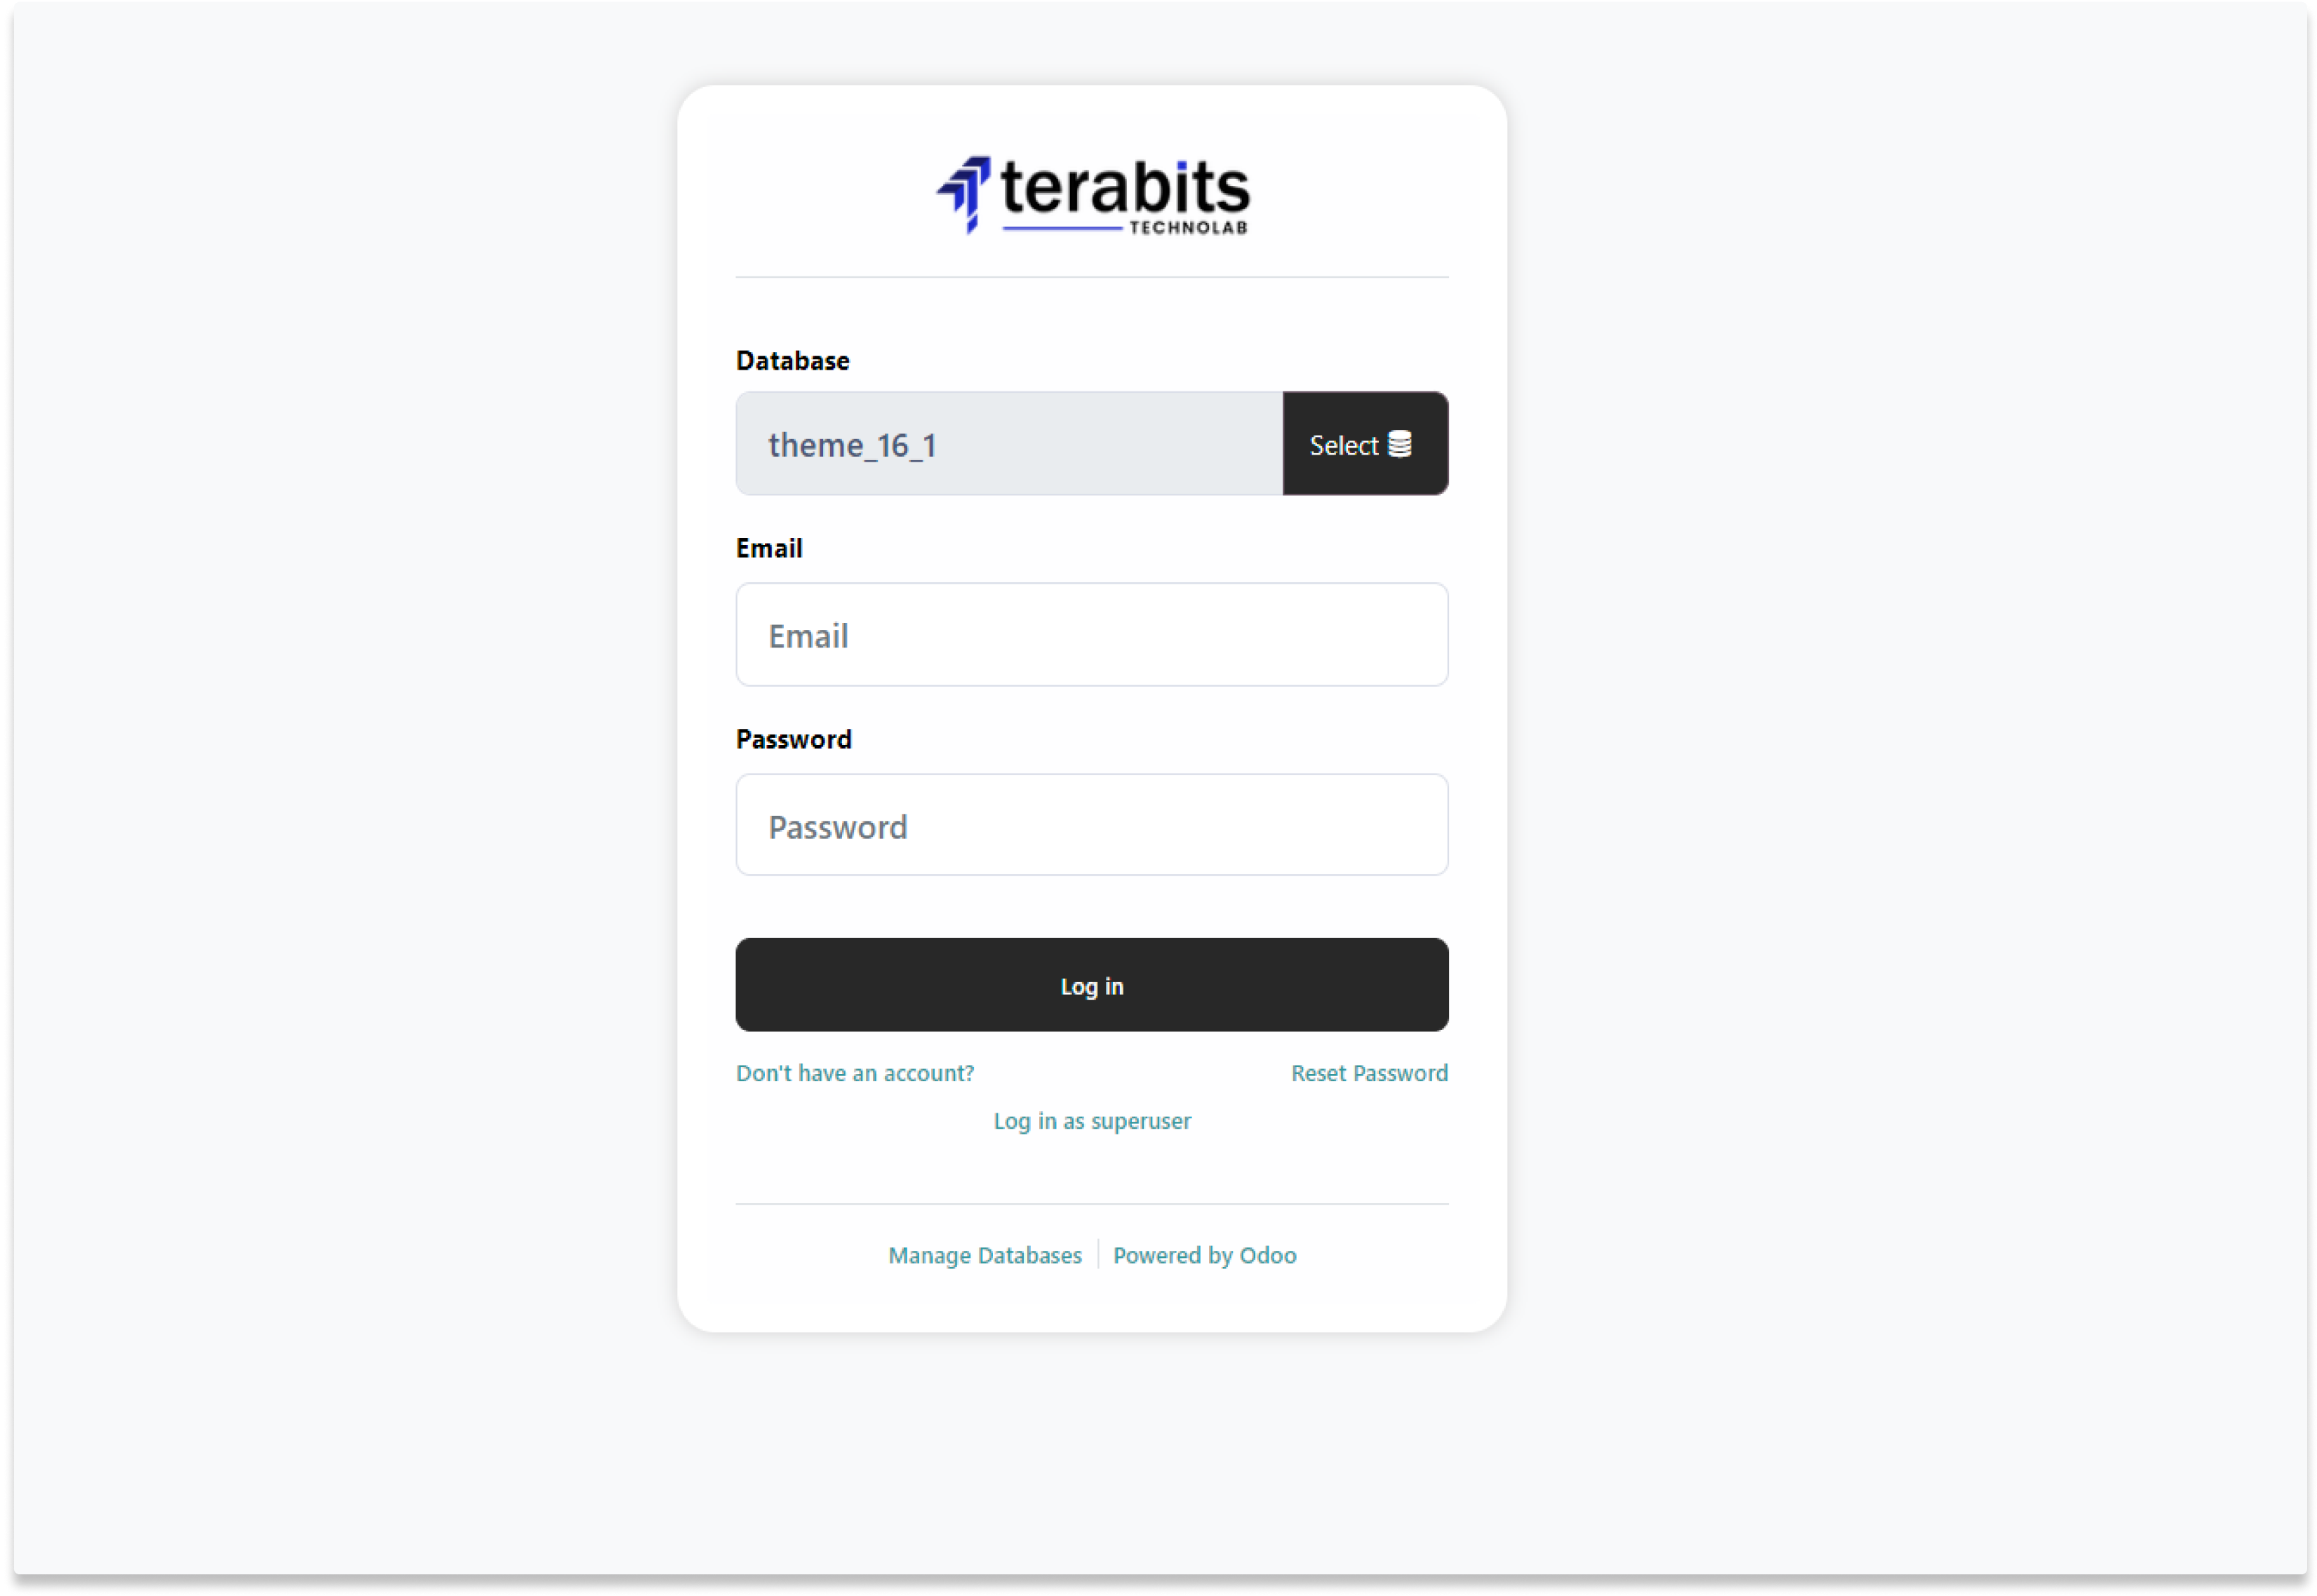 terabits
TECHNOLAB
Database
theme_16_1 Select
Email
Email
Password
Password
Log in
Don't have an account? Reset Password
Log in as superuser
Manage Databases Powered by Odoo